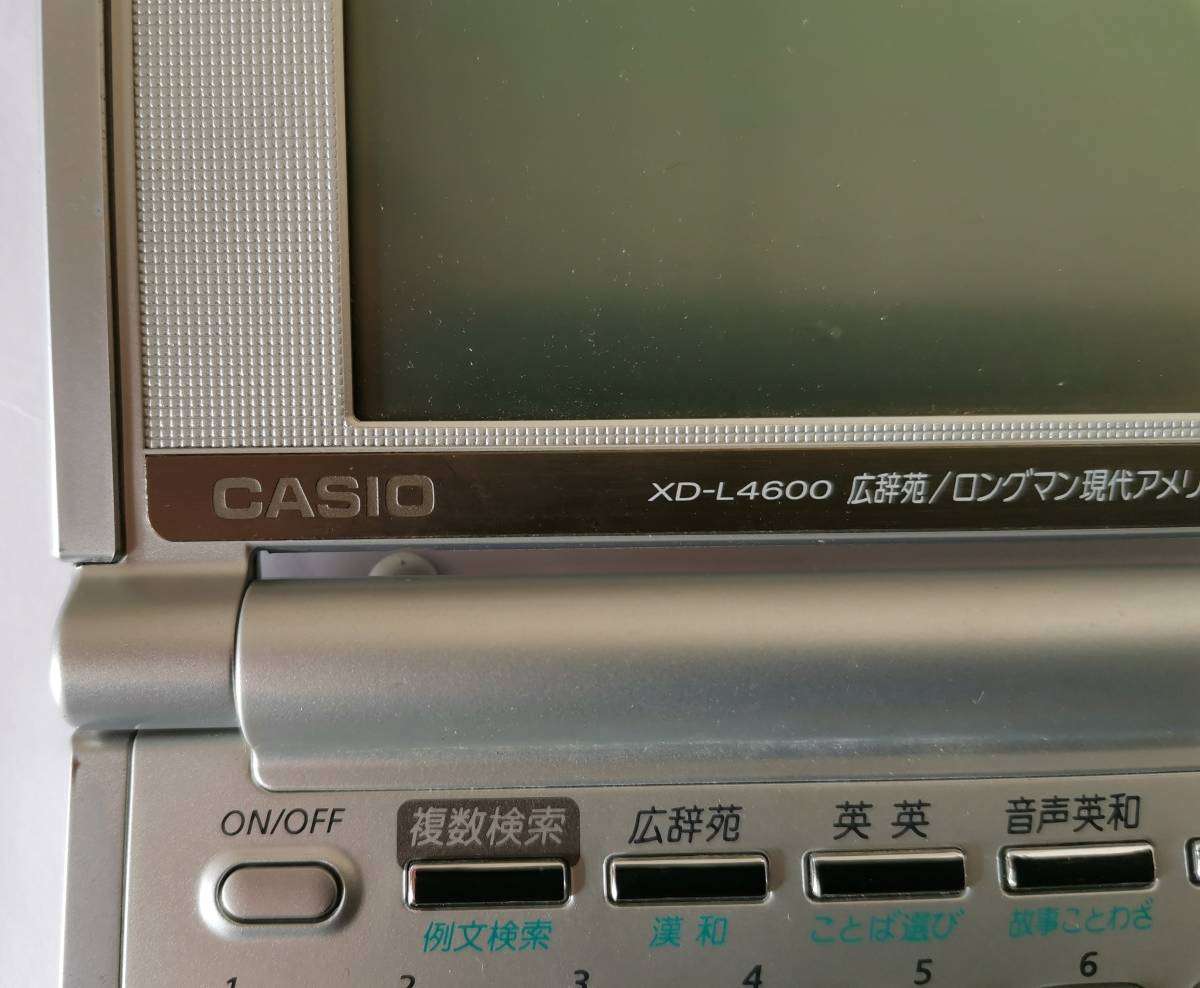 CASIO
XD-L4600 広辞苑/ロングマン現代アメリ
ON/OFF 複数検索 広辞苑 英英 音声英和
例文検索 漢和 ことば選び 故事ことわざ
1 2 3 4 5 6